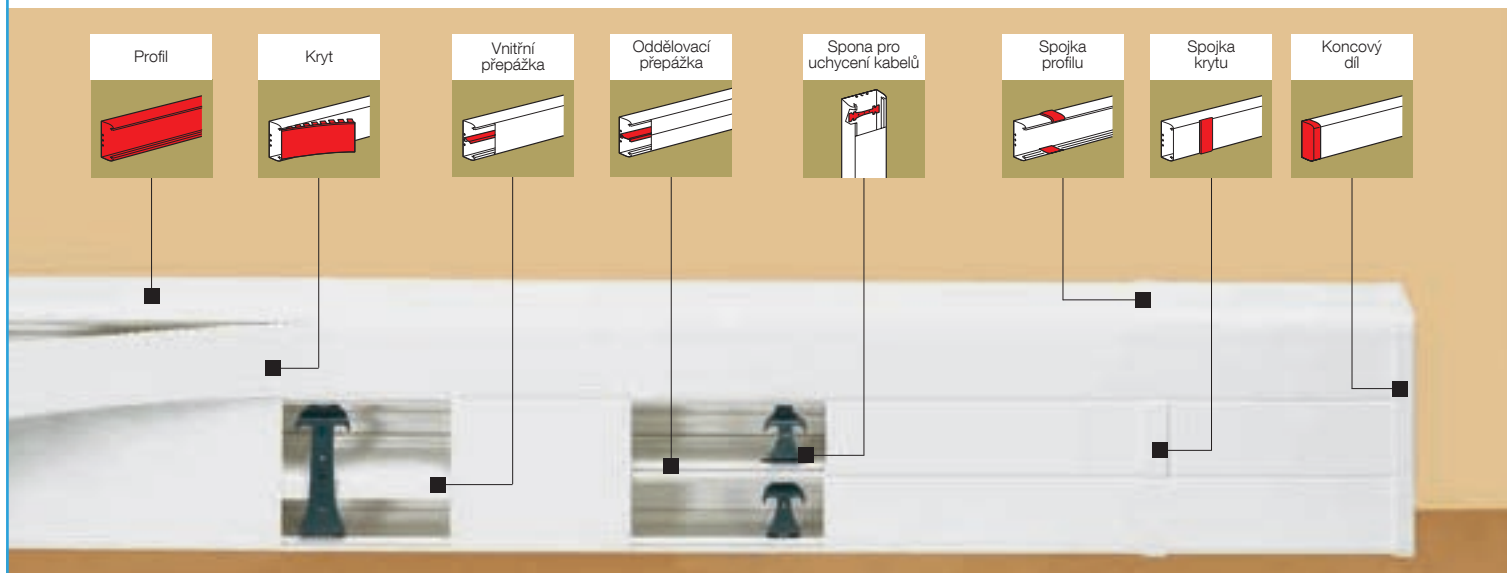 Profil
Kryt
Vnitřní
přepážka
Oddělovací
přepážka
Spona pro
uchycení kabelů
Spojka
profilu
Spojka
krytu
Koncový
díl